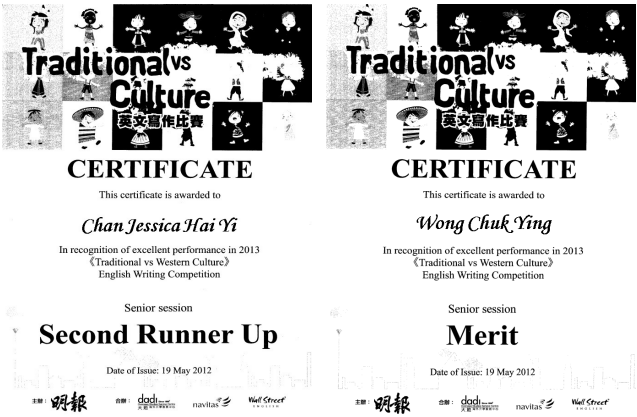 Traditional vs
Culture
英文寫作比賽
CERTIFICATE
This certificate is awarded to
Chan Jessica Hai Yi
In recognition of excellent performance in 2013
《Traditional vs Western Culture》
English Writing Competition
Senior session
Second Runner Up
Date of Issue: 19 May 2012
主辦：
明報
合辦：
dadi
navitas
Wall Street
ENGLISH
Traditional vs
Culture
英文寫作比賽
CERTIFICATE
This certificate is awarded to
Wong Chuk Ying
In recognition of excellent performance in 2013
《Traditional vs Western Culture》
English Writing Competition
Senior session
Merit
Date of Issue: 19 May 2012
主辦：
明報
合辦：
dadi
navitas
Wall Street
ENGLISH